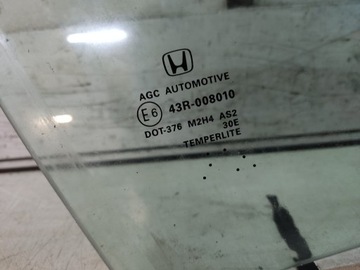 AGC AUTOMOTIVE
E6 43R-008010
DOT-376 M2H4 AS2
30E
TEMPERLITE